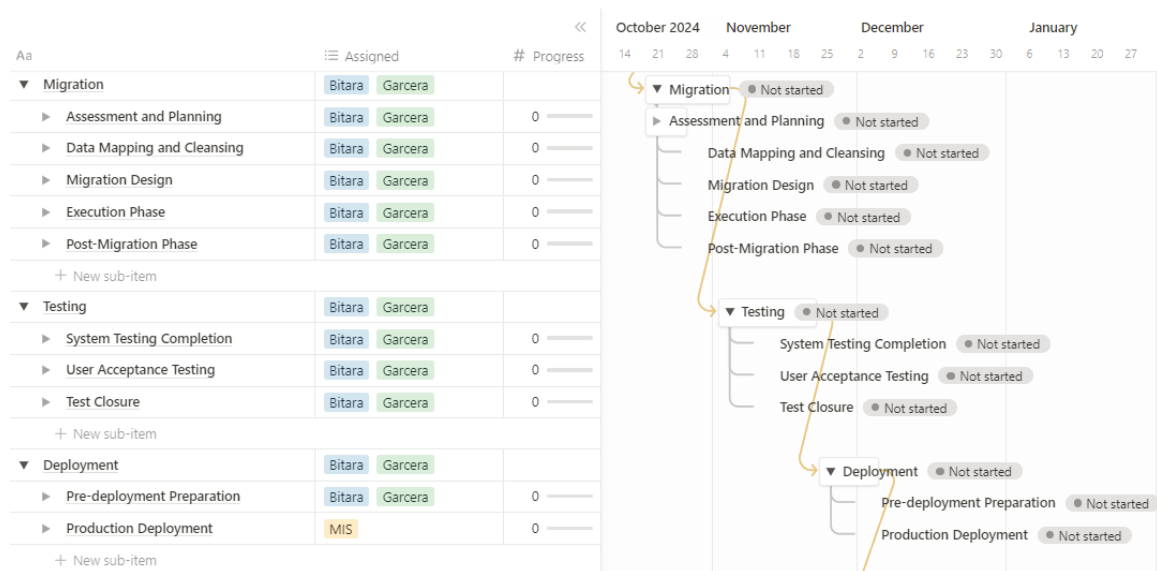 October 2024 November December January
Aa Assigned # Progress 14 21 28 4 11 18 25 2 9 16 23 30 6 13 20 27
Migration Bitara Garcera Migration Not started
Assessment and Planning Bitara Garcera 0 Assessment and Planning Not started
Data Mapping and Cleansing Bitara Garcera 0 Data Mapping and Cleansing Not started
Migration Design Bitara Garcera 0 Migration Design Not started
Execution Phase Bitara Garcera 0 Execution Phase Not started
Post-Migration Phase Bitara Garcera 0 Post-Migration Phase Not started
+ New sub-item
Testing Bitara Garcera Testing Not started
System Testing Completion Bitara Garcera 0 System Testing Completion Not started
User Acceptance Testing Bitara Garcera 0 User Acceptance Testing Not started
Test Closure Bitara Garcera 0 Test Closure Not started
+ New sub-item
Deployment Bitara Garcera Deployment Not started
Pre-deployment Preparation Bitara Garcera 0 Pre-deployment Preparation Not started
Production Deployment MIS 0 Production Deployment Not started
+ New sub-item